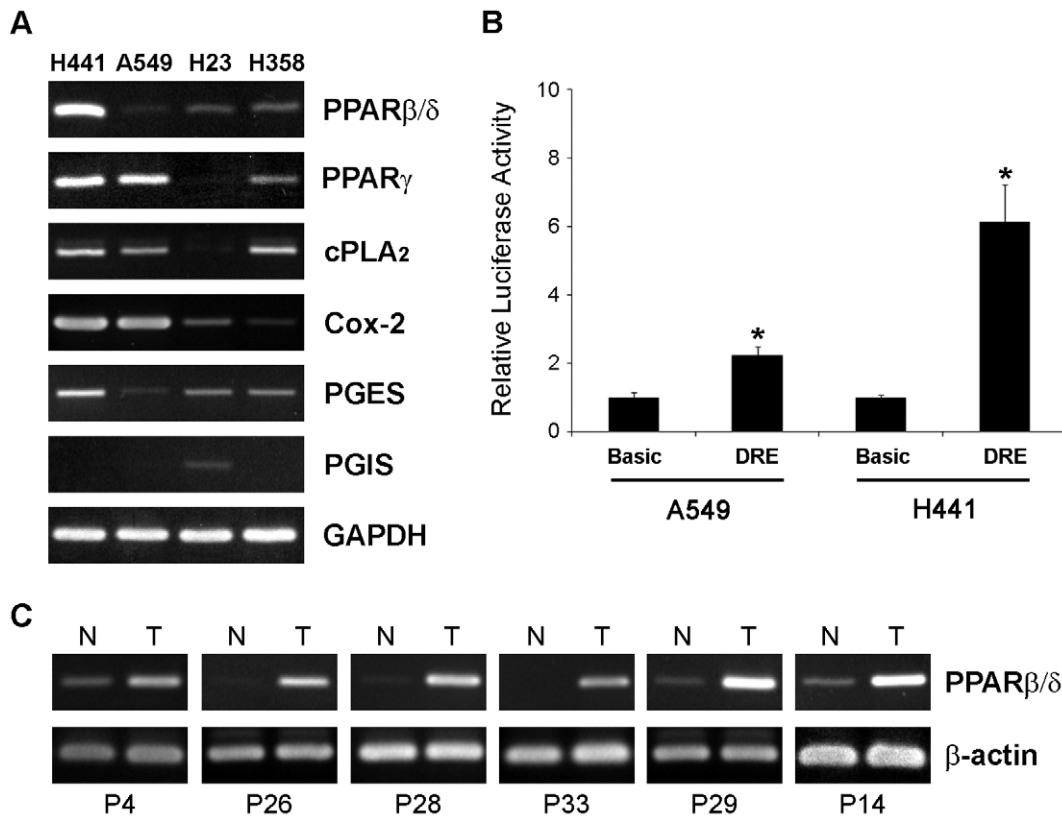 A
H441 A549 H23 H358
PPARβ/δ
PPARγ
cPLA2
Cox-2
PGES
PGIS
GAPDH
B
Relative Luciferase Activity
10
8
6
4
2
0
*
*
Basic DRE Basic DRE
A549 H441
C
N T N T N T N T N T N T
PPARβ/δ
β-actin
P4 P26 P28 P33 P29 P14